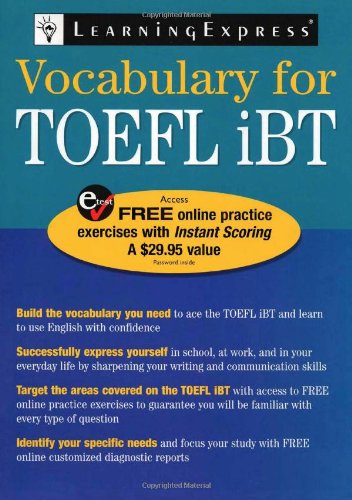 LEARNINGEXPRESS®
Vocabulary for
TOEFL iBT
e test
Access
FREE online practice
exercises with Instant Scoring
A $29.95 value
Password inside
Build the vocabulary you need to ace the TOEFL iBT and learn
to use English with confidence
Successfully express yourself in school, at work, and in your
everyday life by sharpening your writing and communication skills
Target the areas covered on the TOEFL iBT with access to FREE
online practice exercises to guarantee you will be familiar with
every type of question
Identify your specific needs and focus your study with FREE
online customized diagnostic reports